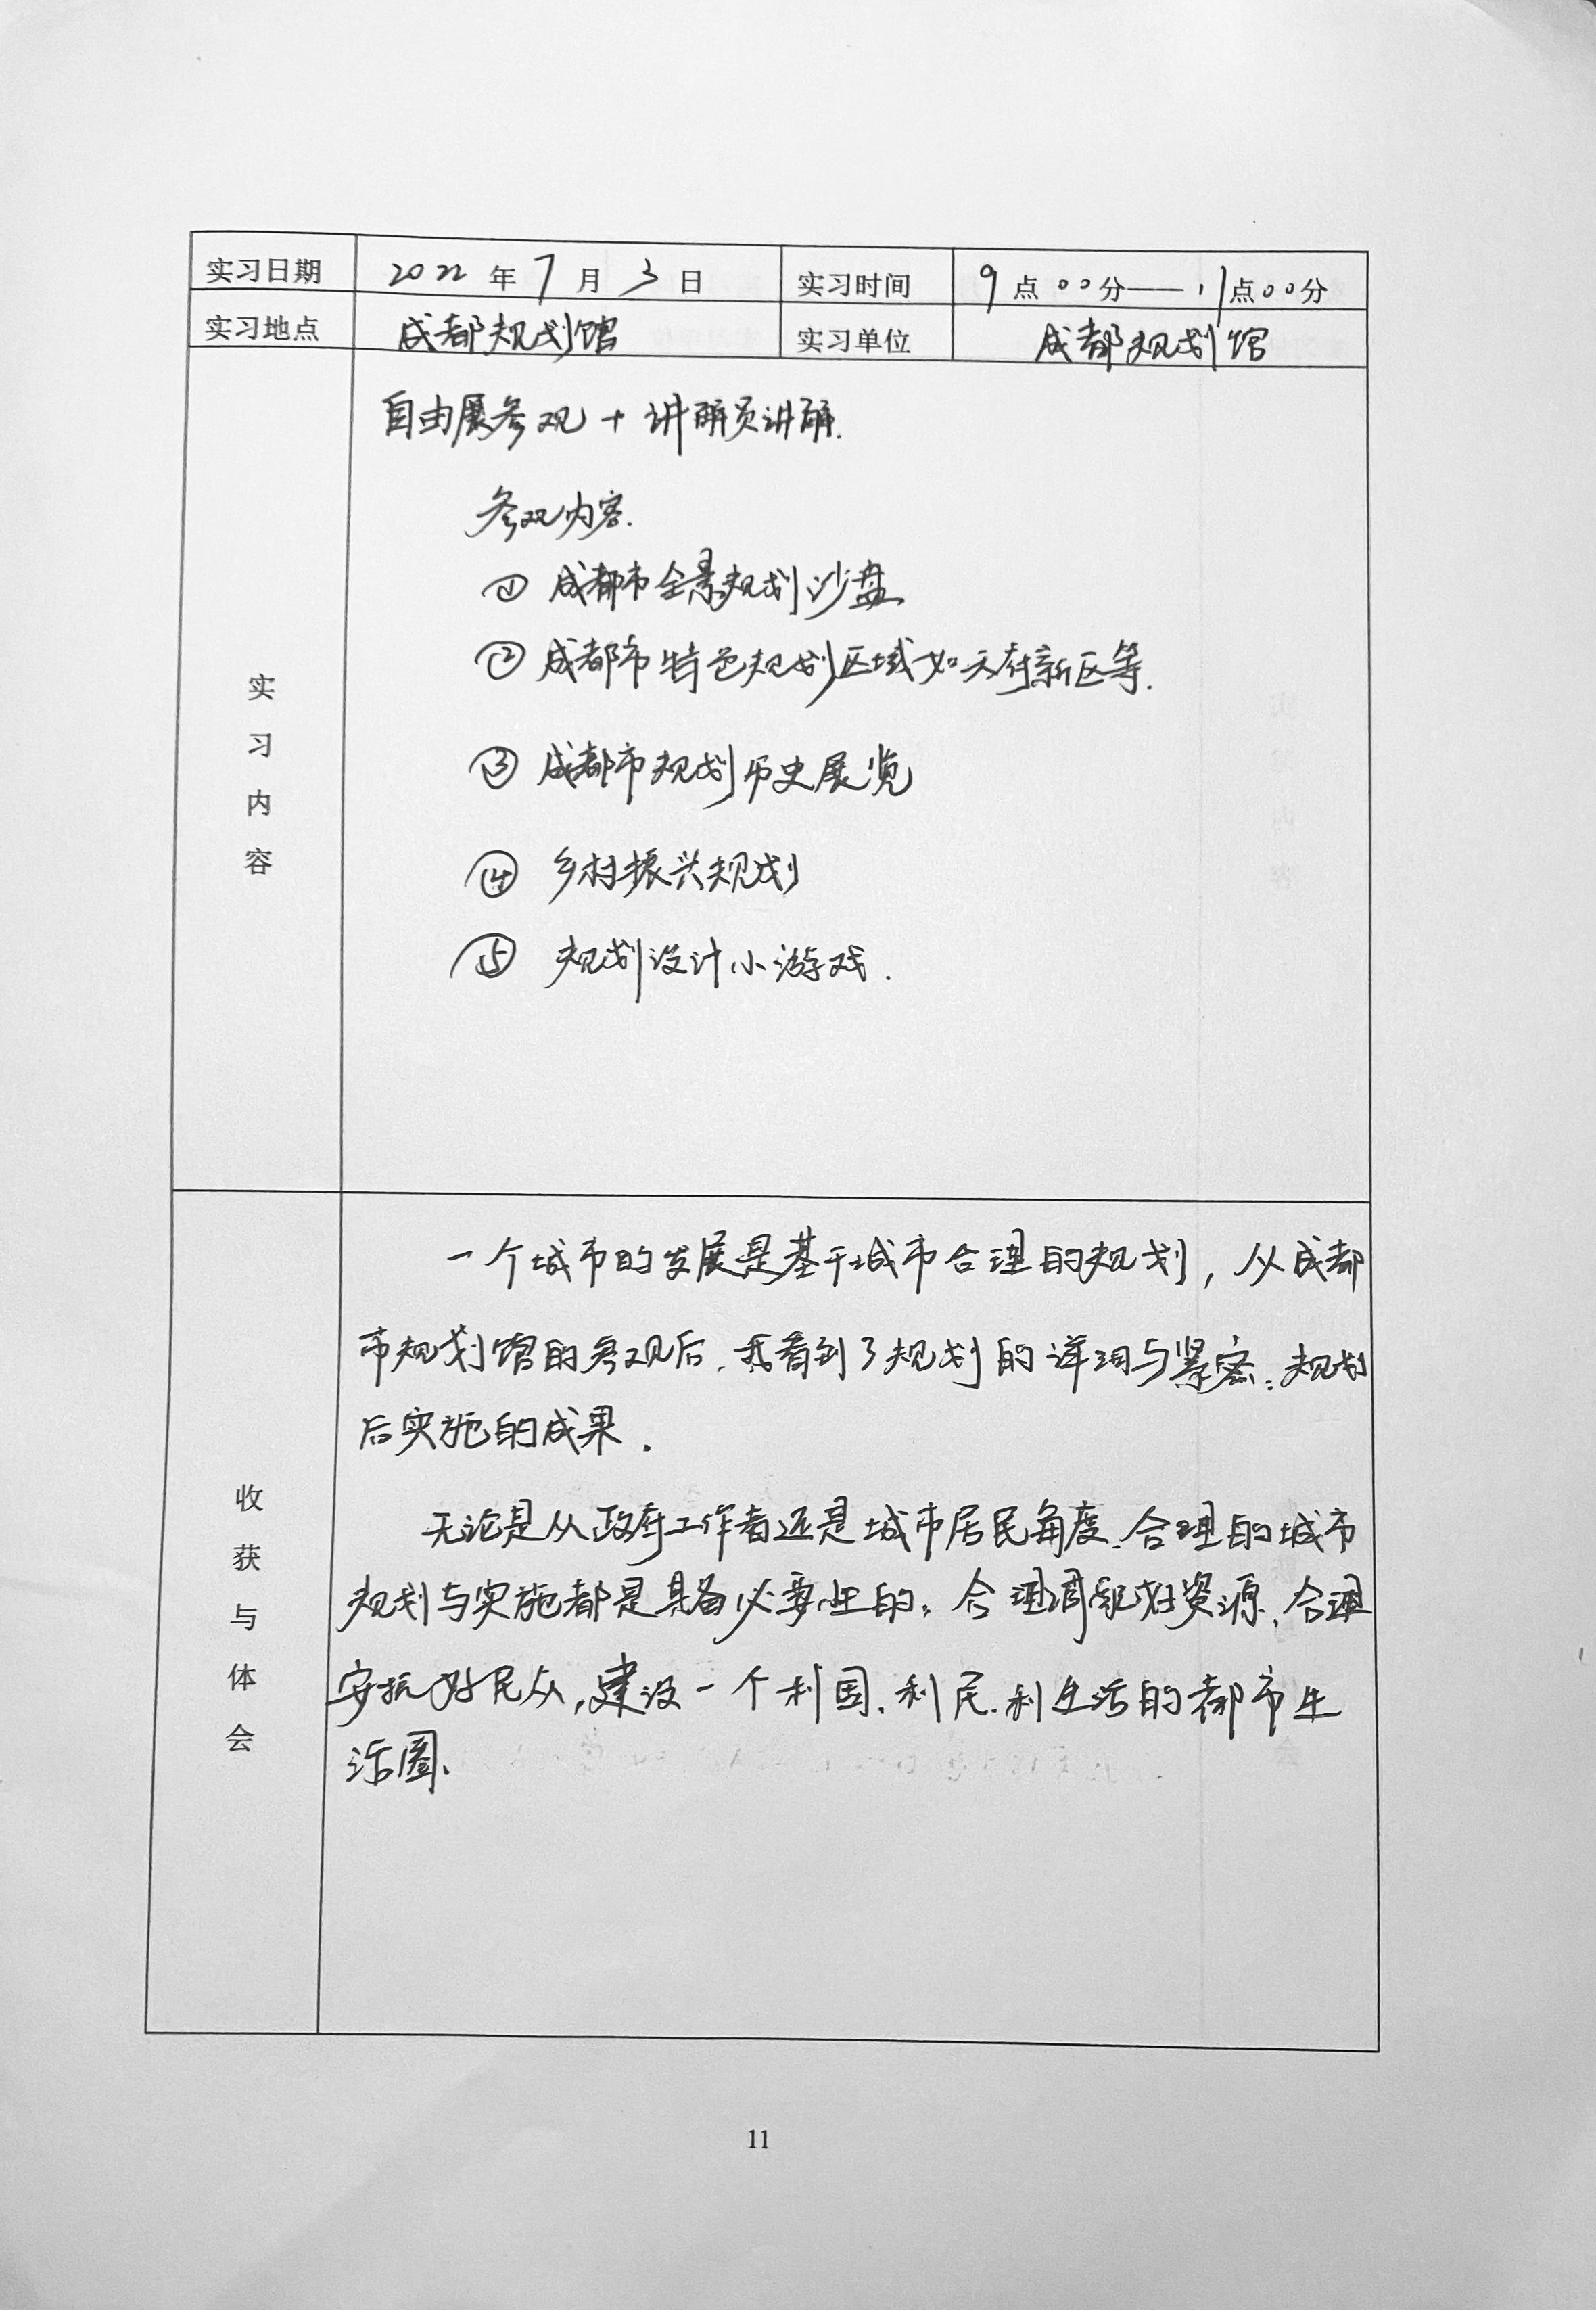 实习日期 2022 年 7 月 3 日 实习时间 9 点 00 分——11 点 00 分
实习地点 成都规划馆 实习单位 成都规划馆
实习内容
自由展参观 + 讲解员讲解.
参观内容.
① 成都市全景规划沙盘
② 成都市特色规划区域如天府新区等.
③ 成都市规划历史展览
④ 乡村振兴规划
⑤ 规划设计小游戏.
收获与体会
一个城市的发展是基于城市合理的规划, 从成都
市规划馆的参观后, 我看到了规划的详细与紧密, 规划
后实施的成果.
无论是从政府工作者还是城市居民角度, 合理的城市
规划与实施都是具备必要性的, 合理调配好资源, 合理
安抚好民众, 建设一个利国、利民、利生活的都市生
活圈、
11